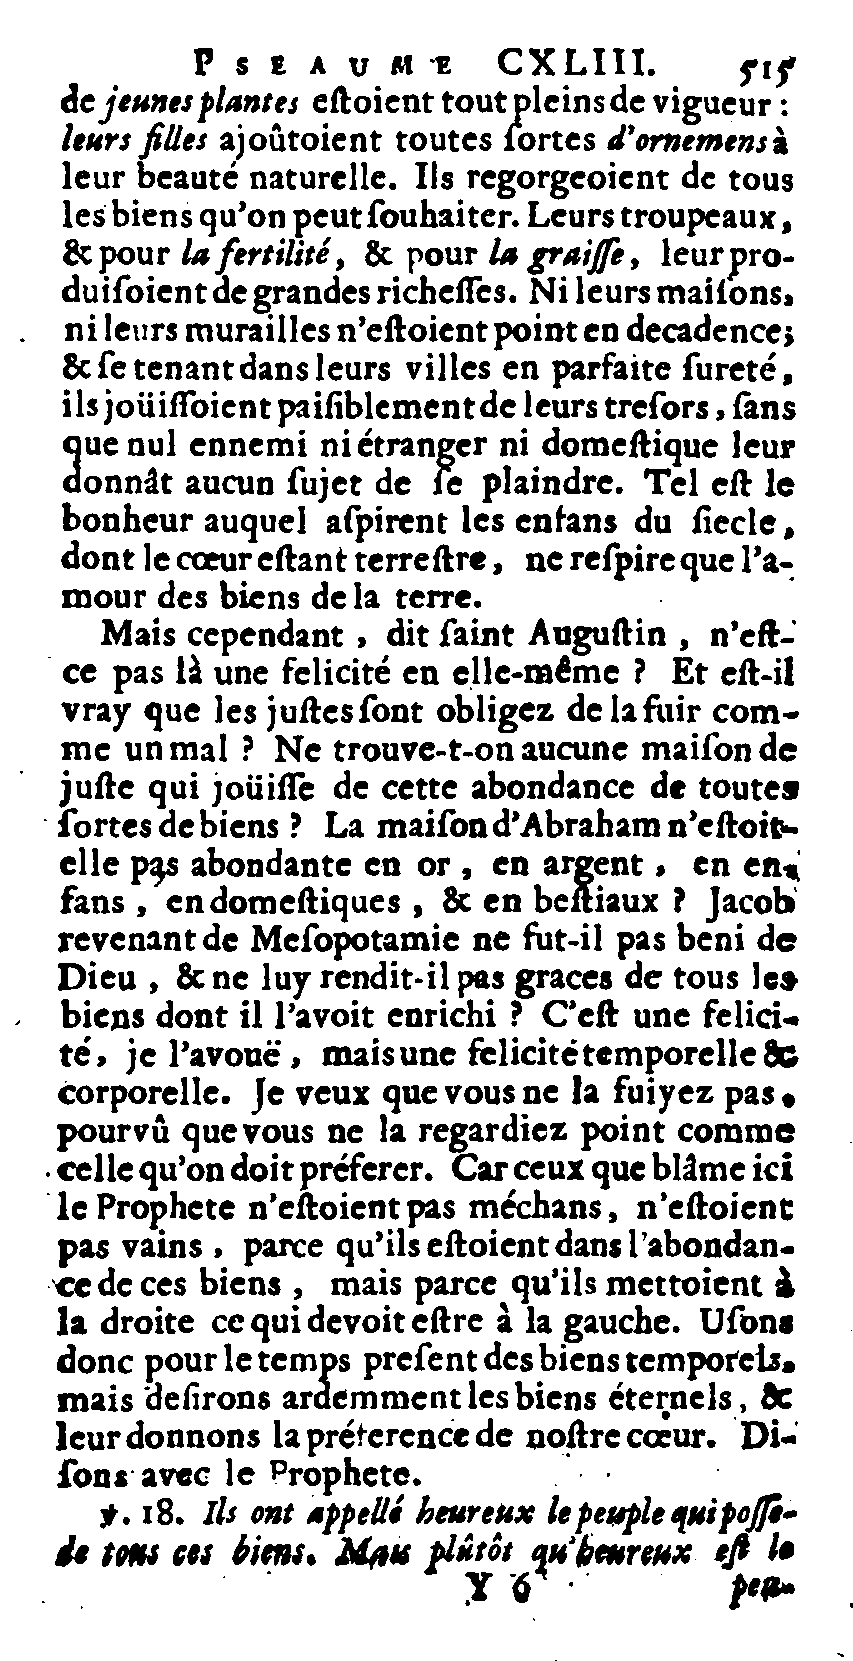 PSEAUME CXLIII. 515
de jeunes plantes eſtoient tout pleins de vigueur :
leurs filles ajoûtoient toutes ſortes d'ornemens à
leur beauté naturelle. Ils regorgeoient de tous
les biens qu'on peut ſouhaiter. Leurs troupeaux,
& pour la fertilité, & pour la graiſſe, leur pro-
duiſoient de grandes richeſſes. Ni leurs maiſons,
ni leurs murailles n'eſtoient point en decadence;
& ſe tenant dans leurs villes en parfaite ſureté,
ils joüiſſoient paiſiblement de leurs treſors, ſans
que nul ennemi ni étranger ni domeſtique leur
donnât aucun ſujet de ſe plaindre. Tel eſt le
bonheur auquel aſpirent les enfans du ſiecle,
dont le cœur eſtant terreſtre, ne reſpire que l'a-
mour des biens de la terre.
Mais cependant, dit ſaint Auguſtin, n'eſt-
ce pas là une felicité en elle-même ? Et eſt-il
vray que les juſtes ſont obligez de la fuir com-
me un mal ? Ne trouve-t-on aucune maiſon de
juſte qui joüiſſe de cette abondance de toutes
ſortes de biens ? La maiſon d'Abraham n'eſtoit-
elle pas abondante en or, en argent, en en-
fans, en domeſtiques, & en beſtiaux ? Jacob
revenant de Meſopotamie ne fut-il pas beni de
Dieu, & ne luy rendit-il pas graces de tous les
biens dont il l'avoit enrichi ? C'eſt une felici-
té, je l'avouë, mais une felicité temporelle &
corporelle. Je veux que vous ne la fuiyez pas,
pourvû que vous ne la regardiez point comme
celle qu'on doit préferer. Car ceux que blâme ici
le Prophete n'eſtoient pas méchans, n'eſtoient
pas vains, parce qu'ils eſtoient dans l'abondan-
ce de ces biens, mais parce qu'ils mettoient à
la droite ce qui devoit eſtre à la gauche. Uſons
donc pour le temps preſent des biens temporels,
mais deſirons ardemment les biens éternels, &
leur donnons la préference de noſtre cœur. Di-
ſons avec le Prophete.
℣. 18. Ils ont appellé heureux le peuple qui poſſe-
de tous ces biens. Mais plûtôt qu'heureux eſt le
Y 6 peu-